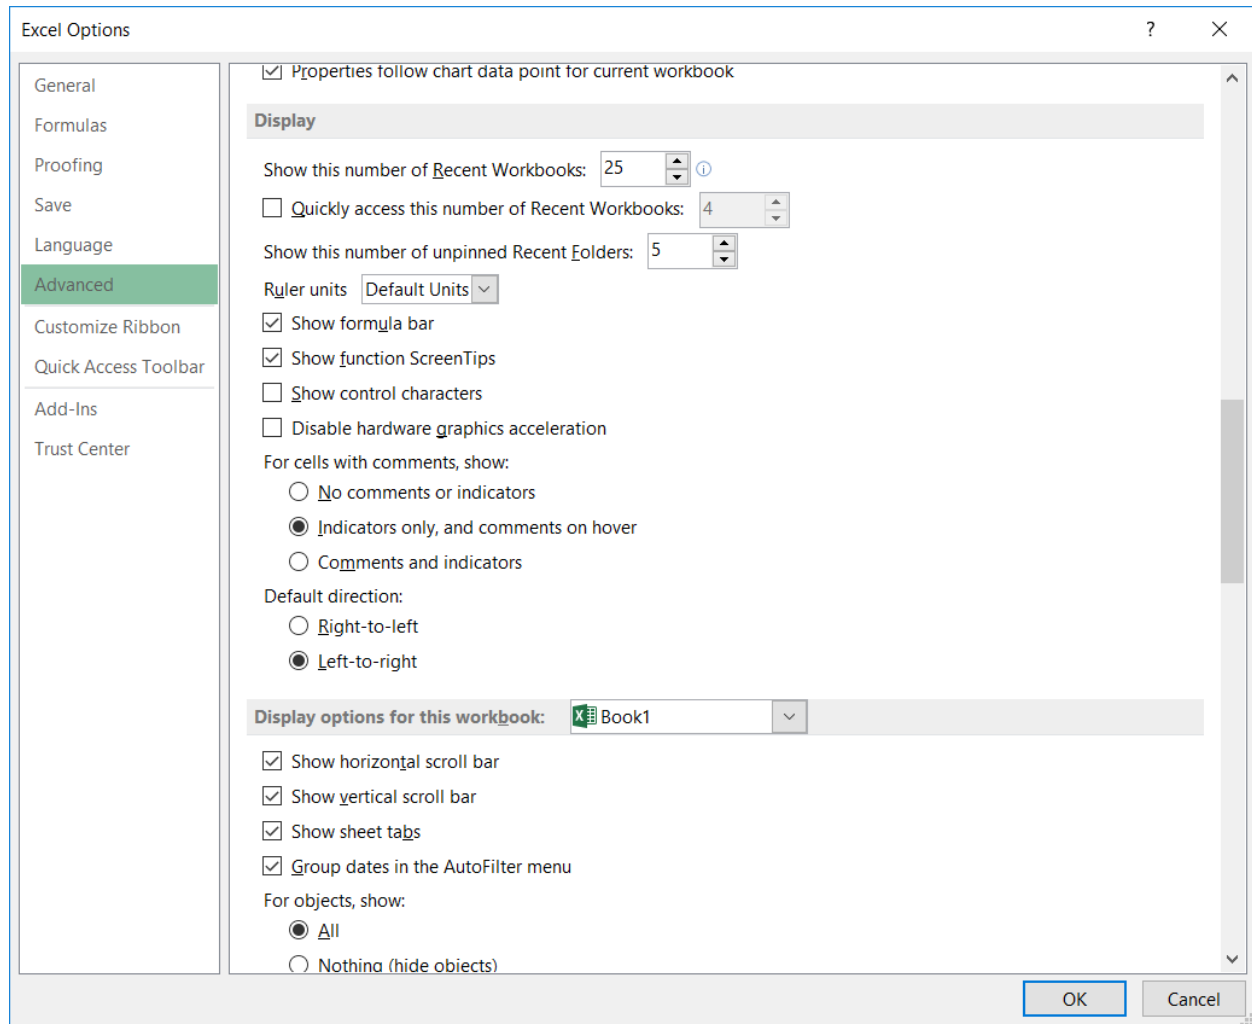 Excel Options
?
General
Formulas
Proofing
Save
Language
Advanced
Customize Ribbon
Quick Access Toolbar
Add-Ins
Trust Center
Properties follow chart data point for current workbook
Display
Show this number of Recent Workbooks: 25
Quickly access this number of Recent Workbooks: 4
Show this number of unpinned Recent Folders: 5
Ruler units Default Units
Show formula bar
Show function ScreenTips
Show control characters
Disable hardware graphics acceleration
For cells with comments, show:
No comments or indicators
Indicators only, and comments on hover
Comments and indicators
Default direction:
Right-to-left
Left-to-right
Display options for this workbook: Book1
Show horizontal scroll bar
Show vertical scroll bar
Show sheet tabs
Group dates in the AutoFilter menu
For objects, show:
All
Nothing (hide objects)
OK Cancel